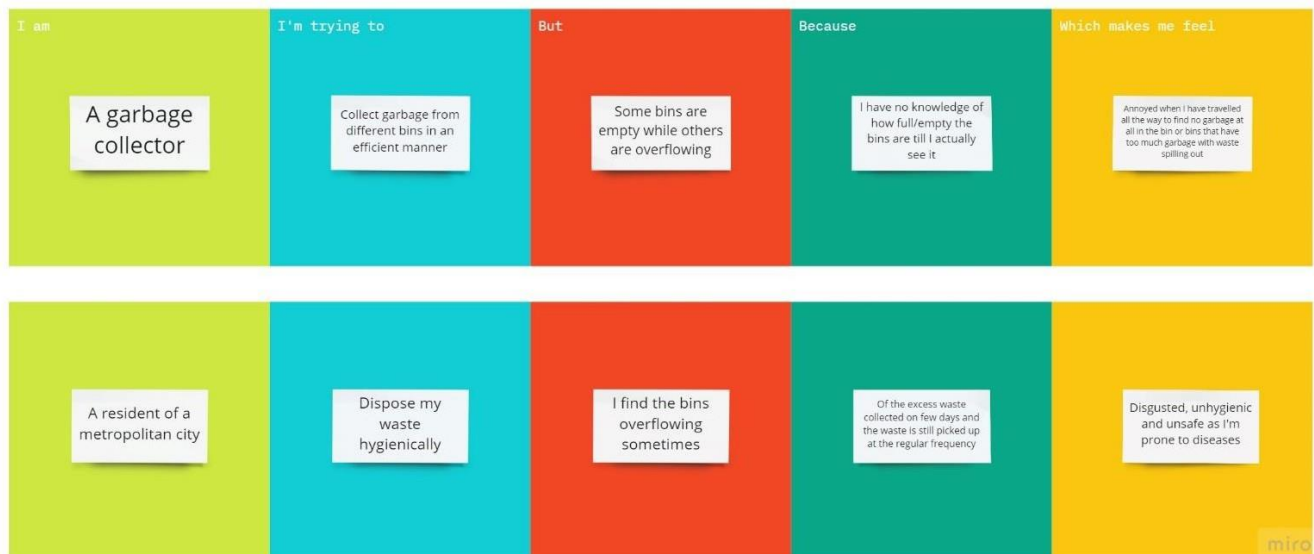 I am
I'm trying to
But
Because
Which makes me feel
A garbage
collector
Collect garbage from
different bins in an
efficient manner
Some bins are
empty while others
are overflowing
I have no knowledge of
how full/empty the
bins are till I actually
see it
Annoyed when I have travelled
all the way to find no garbage at
all in the bin or bins that have
too much garbage with waste
spilling out
A resident of a
metropolitan city
Dispose my
waste
hygienically
I find the bins
overflowing
sometimes
Of the excess waste
collected on few days and
the waste is still picked up
at the regular frequency
Disgusted, unhygienic
and unsafe as I'm
prone to diseases
miro